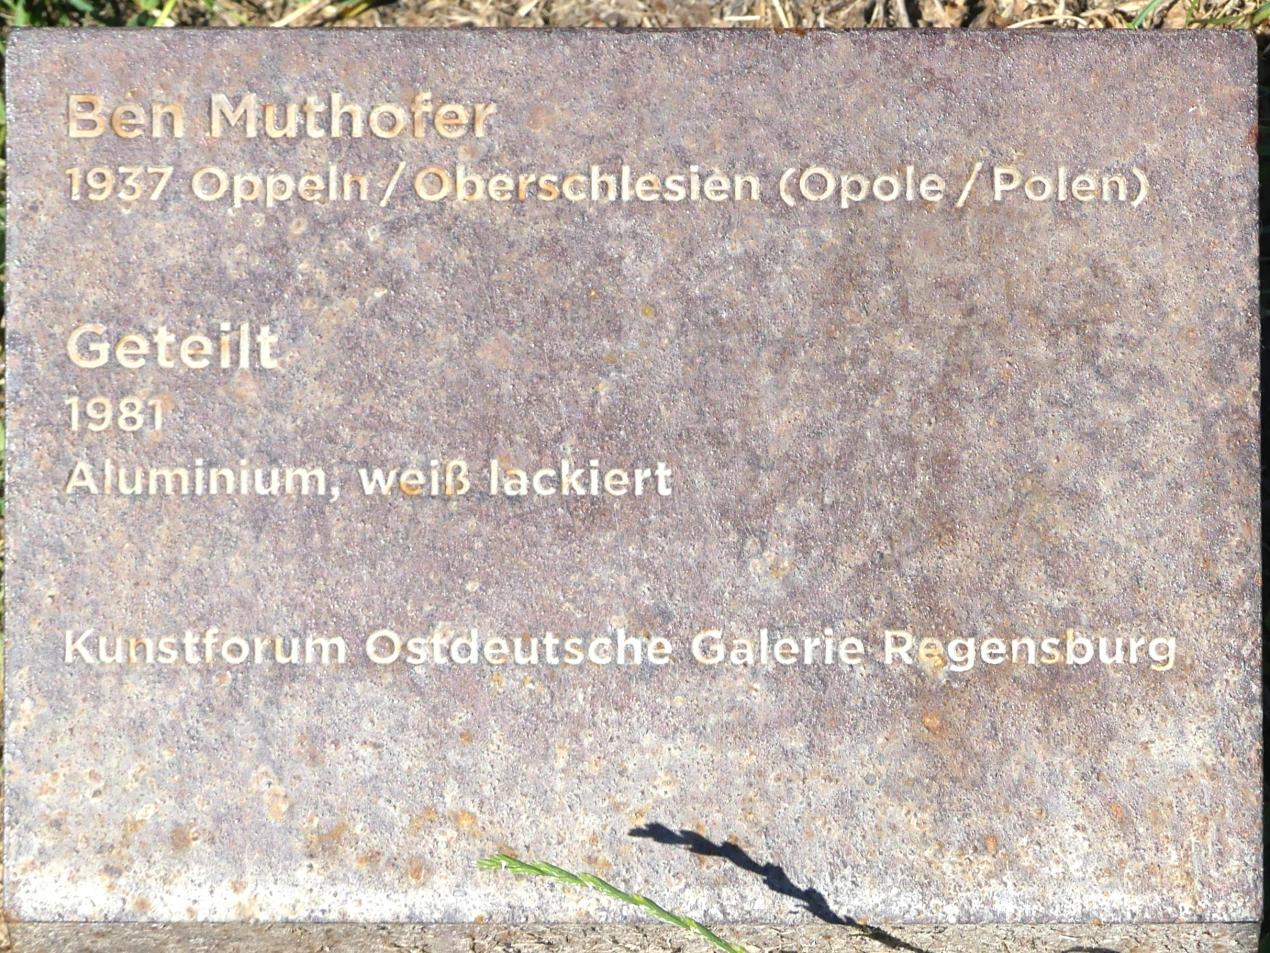 Ben Muthofer
1937 Oppeln/Oberschlesien (Opole/Polen)
Geteilt
1981
Aluminium, weiß lackiert
Kunstforum Ostdeutsche Galerie Regensburg